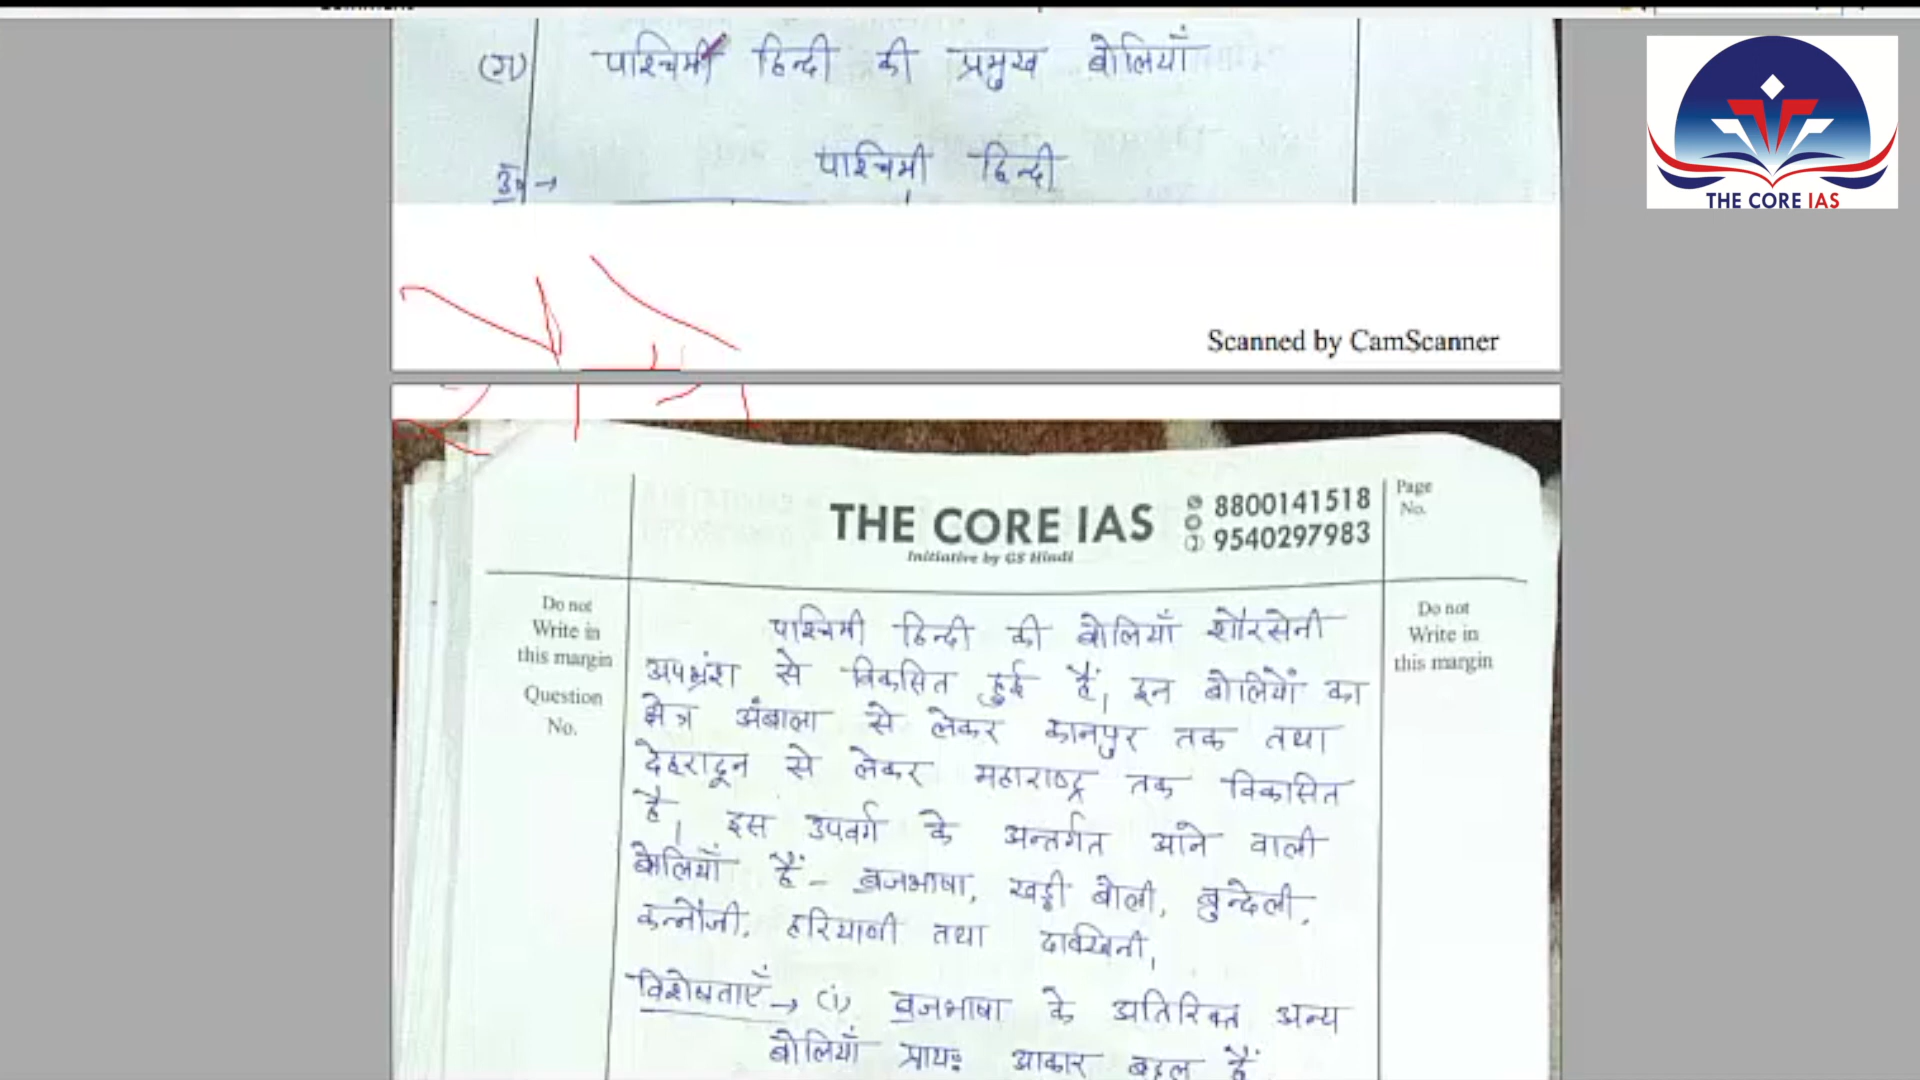 (ग) पाश्चिमी हिन्दी की प्रमुख बोलियाँ
THE CORE IAS
उ० → पाश्चिमी हिन्दी
Scanned by CamScanner
THE CORE IAS
Initiative by GS Hindi
8800141518
9540297983
Page
No.
Do not
Write in
this margin
Question
No.
Do not
Write in
this margin
पाश्चिमी हिन्दी की बोलियाँ शौरसेनी
अपभ्रंश से विकसित हुई हैं। इन बोलियों का
क्षेत्र अंबाला से लेकर कानपुर तक तथा
देहरादून से लेकर महाराष्ट्र तक विकसित
है। इस उपवर्ग के अन्तर्गत आने वाली
बोलियाँ हैं - ब्रजभाषा, खड़ी बोली, बुन्देली,
कन्नौजी, हरियाणी तथा दक्खिनी।
विशेषताएँ → (i) ब्रजभाषा के अतिरिक्त अन्य
बोलियाँ प्रायः आकार बहुल हैं